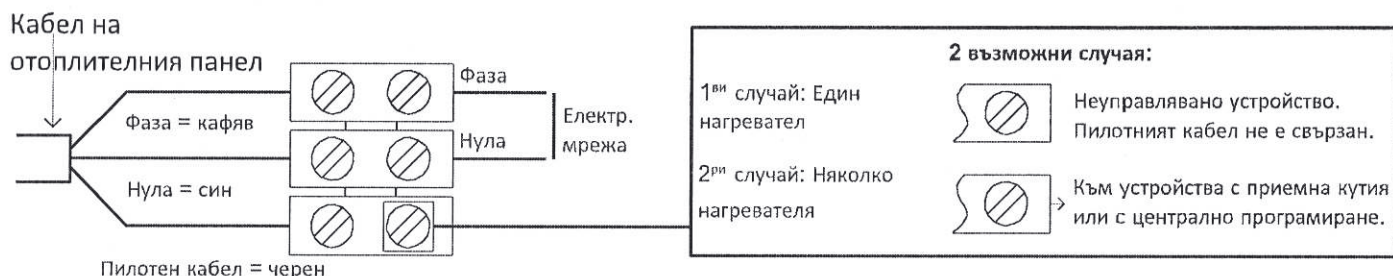 Кабел на
отоплителния панел
Фаза = кафяв
Нула = син
Пилотен кабел = черен
Фаза
Нула
Електр.
мрежа
2 възможни случая:
1ви случай: Един
нагревател
Неуправлявано устройство.
Пилотният кабел не е свързан.
2ри случай: Няколко
нагревателя
Към устройства с приемна кутия
или с централно програмиране.